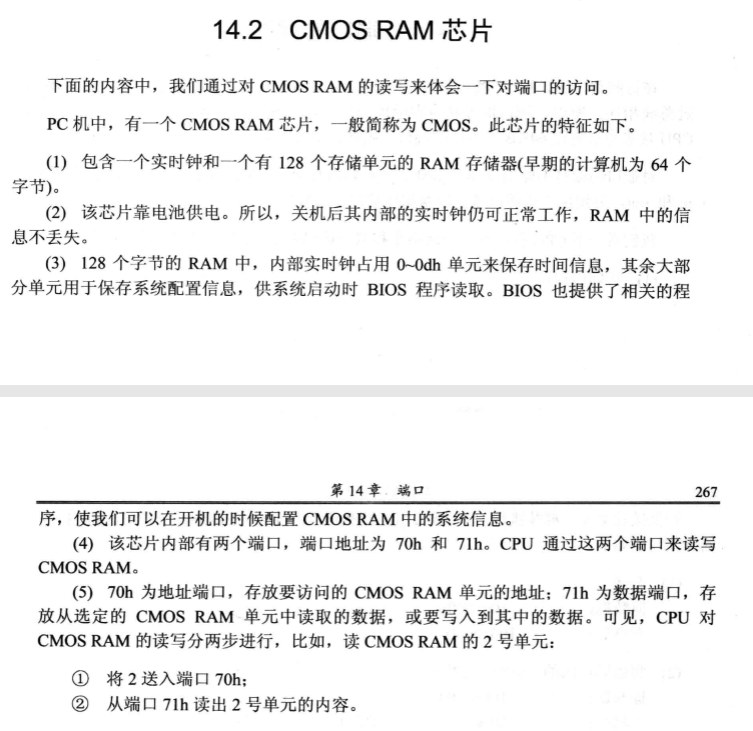 14.2 CMOS RAM 芯片
下面的内容中，我们通过对 CMOS RAM 的读写来体会一下对端口的访问。
PC 机中，有一个 CMOS RAM 芯片，一般简称为 CMOS。此芯片的特征如下。
(1) 包含一个实时钟和一个有 128 个存储单元的 RAM 存储器(早期的计算机为 64 个
字节)。
(2) 该芯片靠电池供电。所以，关机后其内部的实时钟仍可正常工作，RAM 中的信
息不丢失。
(3) 128 个字节的 RAM 中，内部实时钟占用 0~0dh 单元来保存时间信息，其余大部
分单元用于保存系统配置信息，供系统启动时 BIOS 程序读取。BIOS 也提供了相关的程
第 14 章 端口 267
序，使我们可以在开机的时候配置 CMOS RAM 中的系统信息。
(4) 该芯片内部有两个端口，端口地址为 70h 和 71h。CPU 通过这两个端口来读写
CMOS RAM。
(5) 70h 为地址端口，存放要访问的 CMOS RAM 单元的地址；71h 为数据端口，存
放从选定的 CMOS RAM 单元中读取的数据，或要写入到其中的数据。可见，CPU 对
CMOS RAM 的读写分两步进行，比如，读 CMOS RAM 的 2 号单元：
① 将 2 送入端口 70h；
② 从端口 71h 读出 2 号单元的内容。